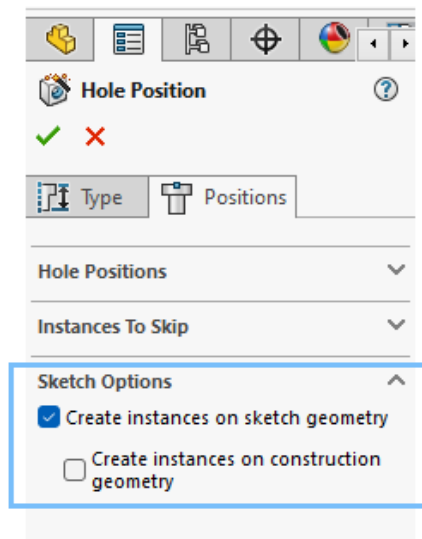 Hole Position
Type
Positions
Hole Positions
Instances To Skip
Sketch Options
Create instances on sketch geometry
Create instances on construction
geometry